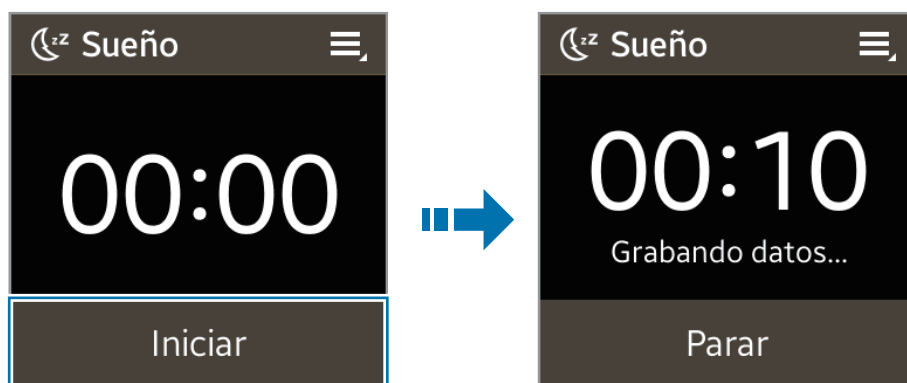 Sueño
00:00
Iniciar
Sueño
00:10
Grabando datos...
Parar